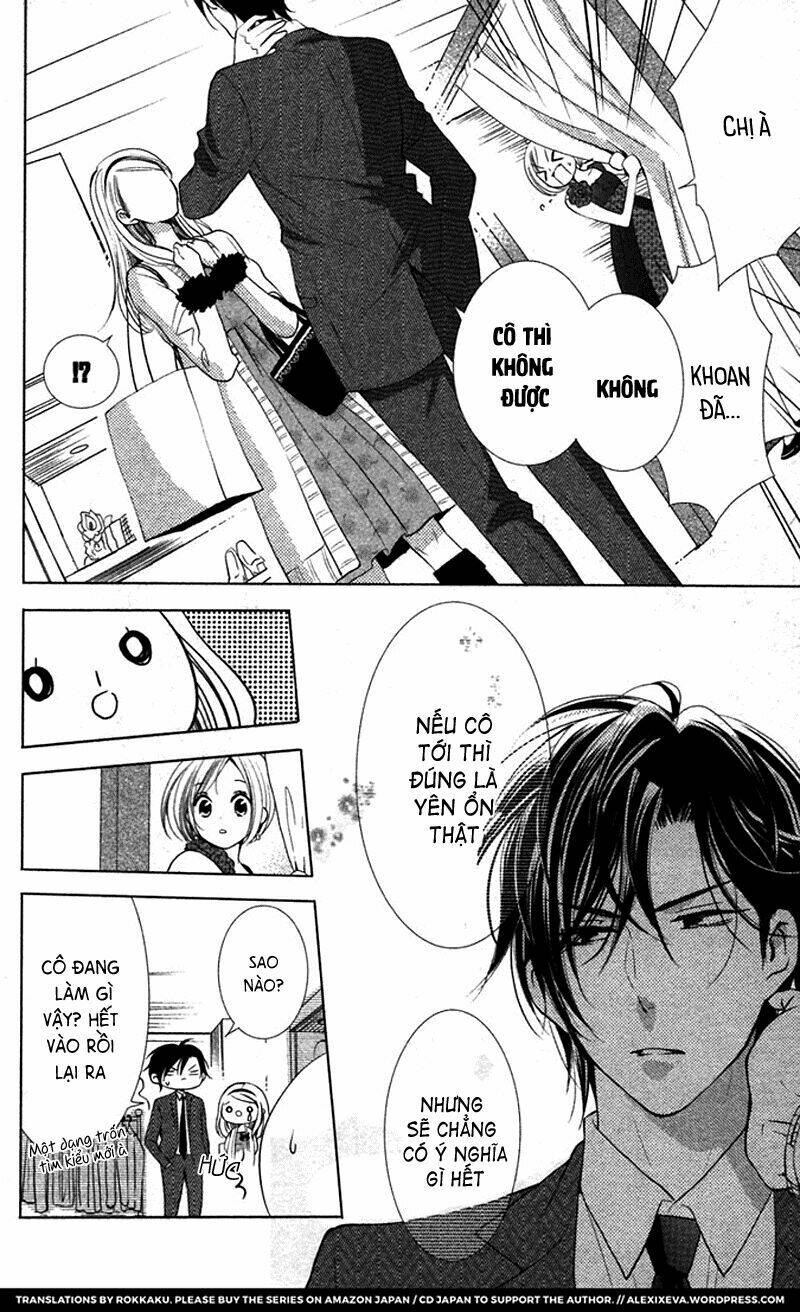 CHỊ À
KHOAN
ĐÃ...
KHÔNG
CÔ THÌ
KHÔNG
ĐƯỢC
!?
NẾU CÔ
TỚI THÌ
ĐÚNG LÀ
YÊN ỔN
THẬT
NHƯNG
SẼ CHẲNG
CÓ Ý NGHĨA
GÌ HẾT
SAO
NÀO?
CÔ ĐANG
LÀM GÌ
VẬY? HẾT
VÀO RỒI
LẠI RA
Một dạng trốn
tìm kiểu mới à
HỨC
TRANSLATIONS BY ROKKAKU. PLEASE BUY THE SERIES ON AMAZON JAPAN / CD JAPAN TO SUPPORT THE AUTHOR. // ALEXIXEVA.WORDPRESS.COM